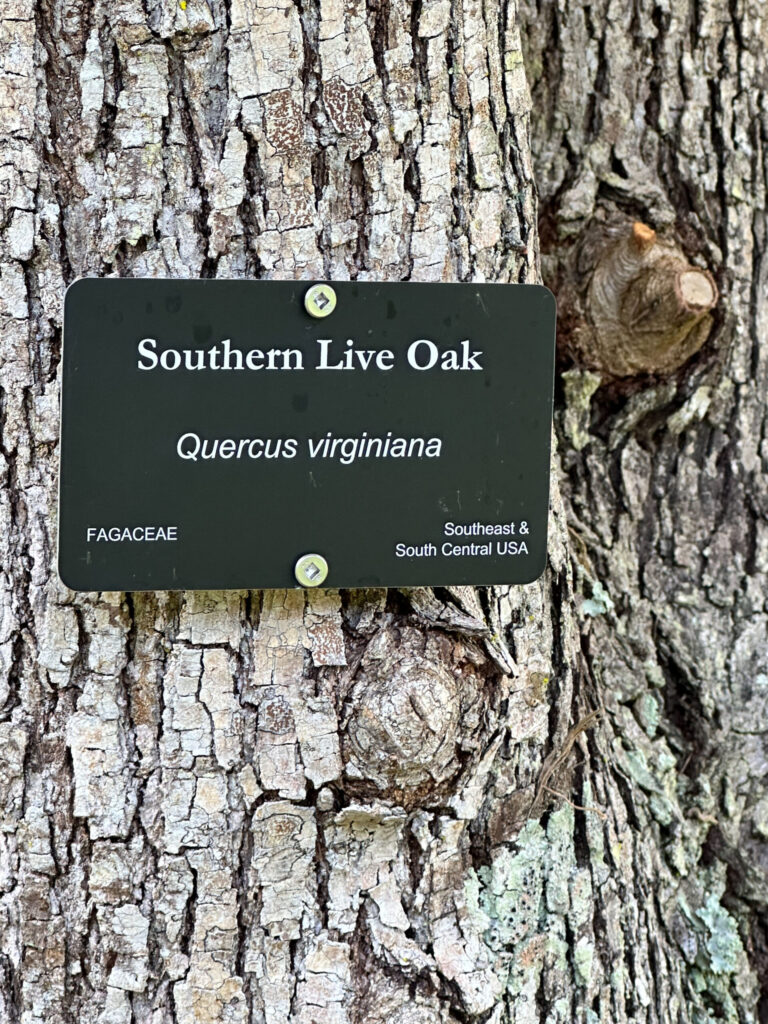 Southern Live Oak
Quercus virginiana
FAGACEAE
Southeast &
South Central USA